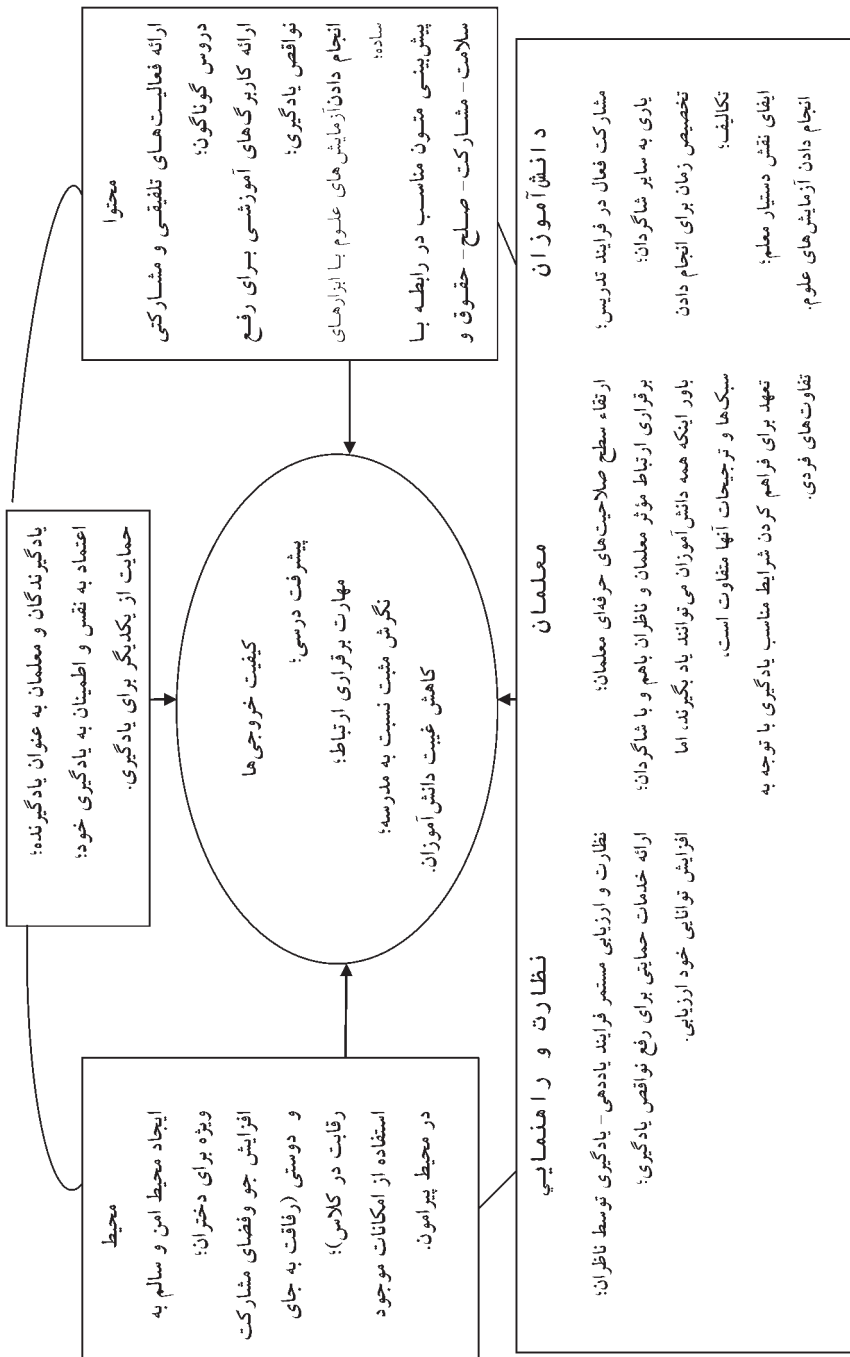 محتوا
ارائه فعالیت‌های تلفیقی و مشارکتی
دروس گوناگون؛
ارائه کاربرگ‌های آموزشی برای رفع
نواقص یادگیری؛
انجام دادن آزمایش‌های علوم با ابزارهای
ساده؛
پیش‌بینی متون مناسب در رابطه با
سلامت- مشارکت- صلح- حقوق و
یادگیرندگان و معلمان به عنوان یادگیرنده؛
اعتماد به نفس و اطمینان به یادگیری خود؛
حمایت از یکدیگر برای یادگیری.
محیط
ایجاد محیط امن و سالم به
ویژه برای دختران؛
افزایش جو وفضای مشارکت
و دوستی (رفاقت به جای
رقابت در کلاس)؛
استفاده از امکانات موجود
در محیط پیرامون.
کیفیت خروجی‌ها
پیشرفت درسی؛
مهارت برقراری ارتباط؛
نگرش مثبت نسبت به مدرسه؛
کاهش غیبت دانش‌آموزان.
دانش‌آموزان
مشارکت فعال در فرایند تدریس؛
یاری به سایر شاگردان؛
تخصیص زمان برای انجام دادن
تکالیف؛
ایفای نقش دستیار معلم؛
انجام دادن آزمایش‌های علوم.
معلمان
ارتقاء سطح صلاحیت‌های حرفه‌ای معلمان؛
برقراری ارتباط مؤثر معلمان و ناظران باهم و با شاگردان؛
باور اینکه همه دانش‌آموزان می‌توانند یاد بگیرند، اما
سبک‌ها و ترجیحات آنها متفاوت است،
تعهد برای فراهم کردن شرایط مناسب یادگیری با توجه به
تفاوت‌های فردی.
نظارت و راهنمایي
نظارت و ارزیابی مستمر فرایند یاددهی- یادگیری توسط ناظران؛
ارائه خدمات حمایتی برای رفع نواقص یادگیری؛
افزایش توانایی خود ارزیابی.